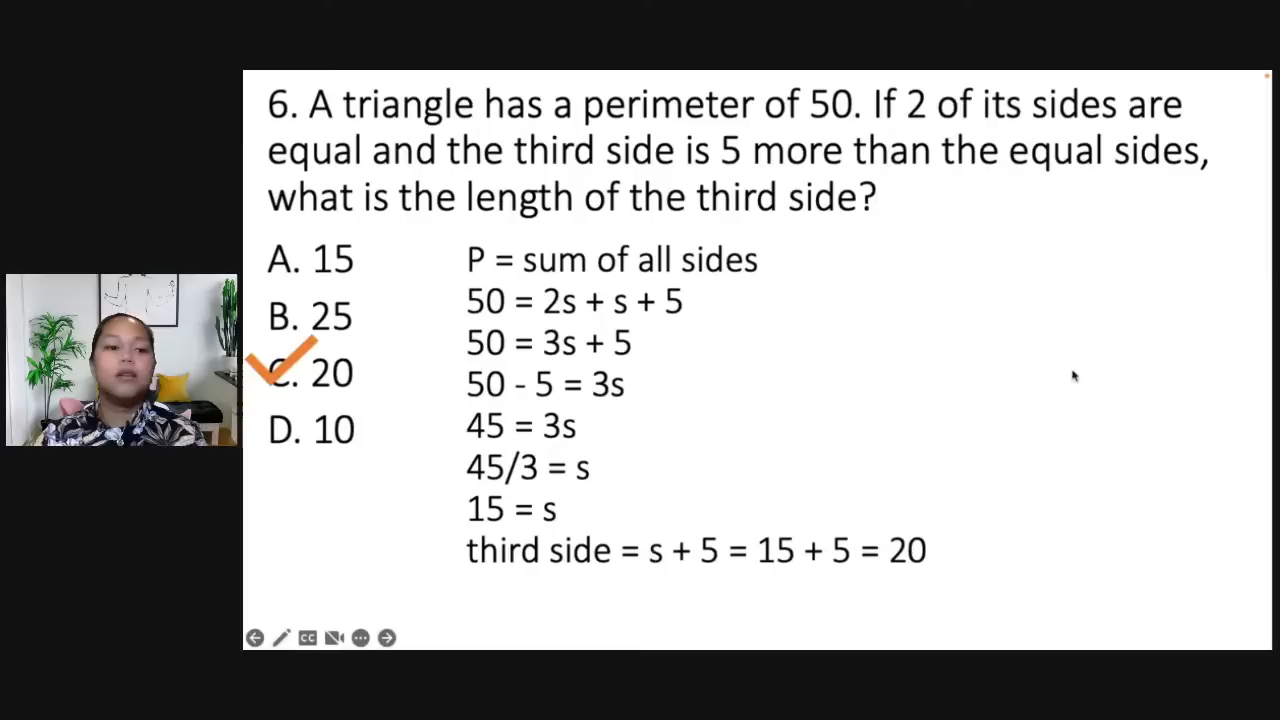 6. A triangle has a perimeter of 50. If 2 of its sides are
equal and the third side is 5 more than the equal sides,
what is the length of the third side?
A. 15
B. 25
C. 20
D. 10
P = sum of all sides
50 = 2s + s + 5
50 = 3s + 5
50 - 5 = 3s
45 = 3s
45/3 = s
15 = s
third side = s + 5 = 15 + 5 = 20
CC